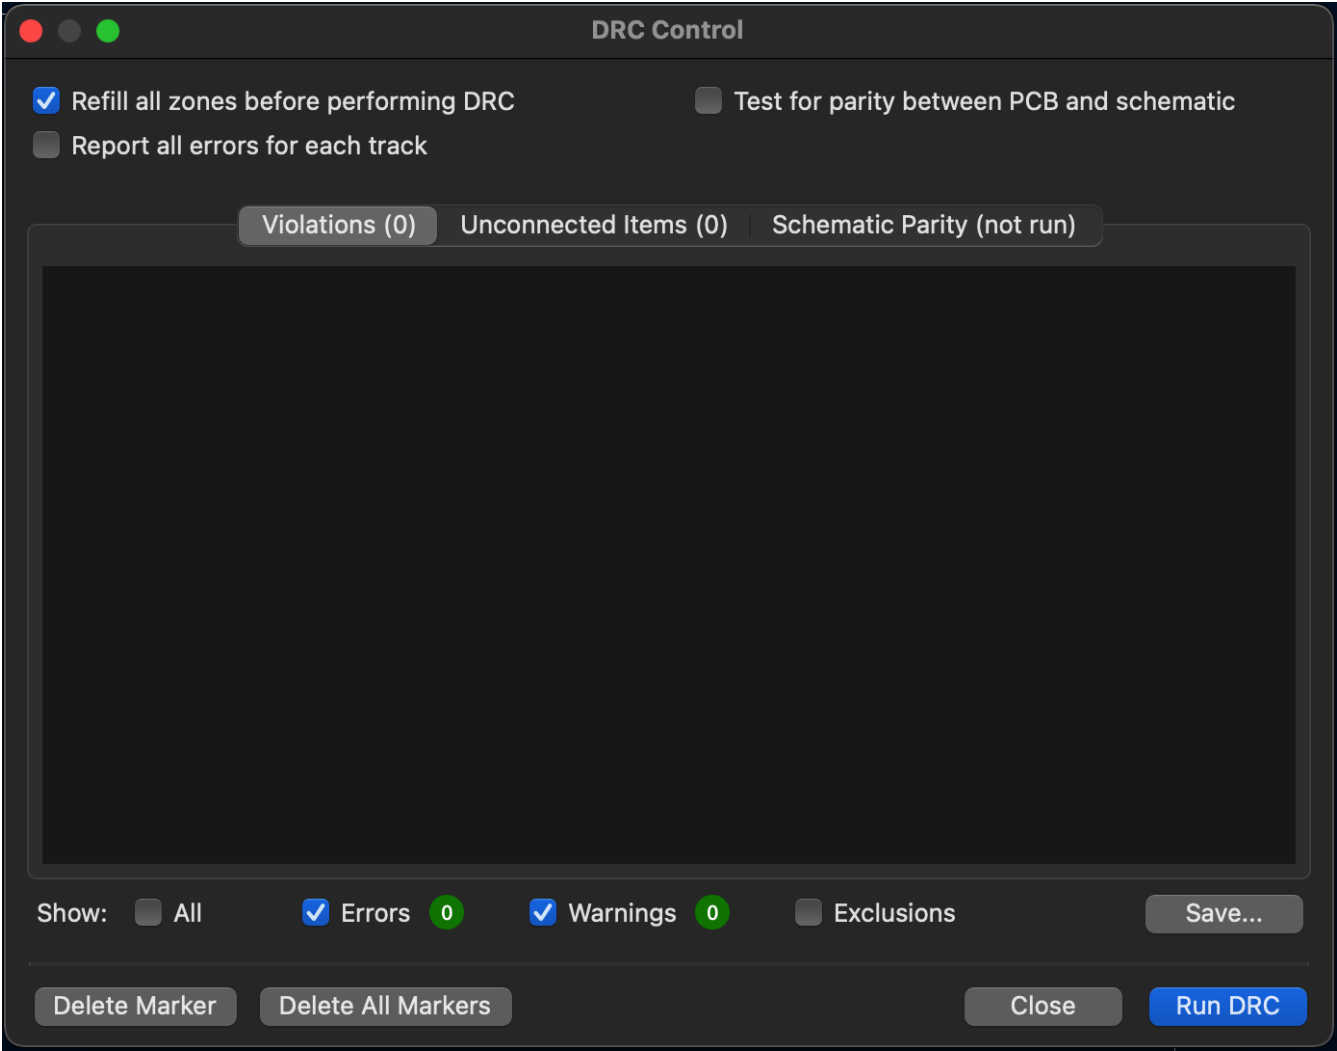 DRC Control
Refill all zones before performing DRC
Test for parity between PCB and schematic
Report all errors for each track
Violations (0)
Unconnected Items (0)
Schematic Parity (not run)
Show:
All
Errors 0
Warnings 0
Exclusions
Save...
Delete Marker
Delete All Markers
Close
Run DRC